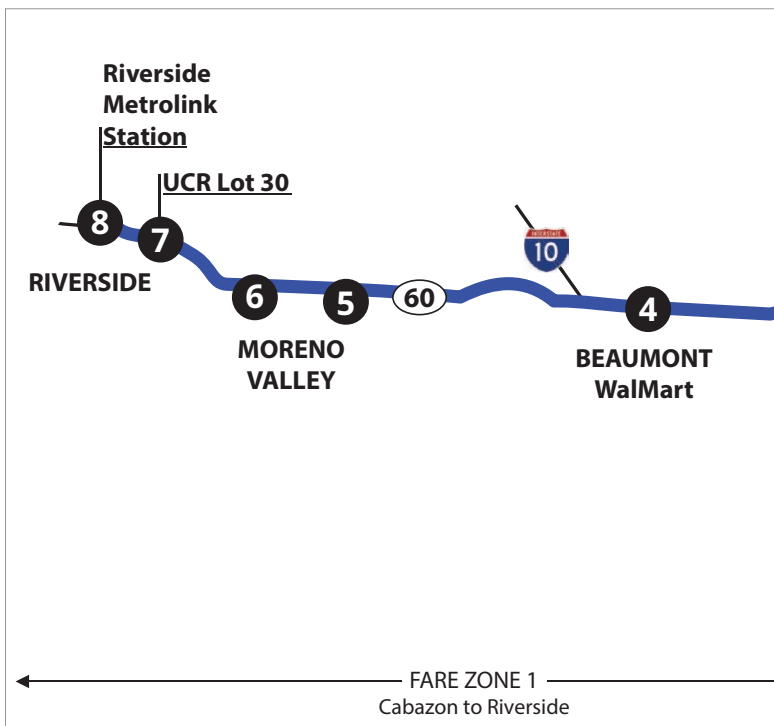 Riverside
Metrolink
Station
UCR Lot 30
8
7
RIVERSIDE
6
5
60
MORENO
VALLEY
INTERSTATE
10
4
BEAUMONT
WalMart
FARE ZONE 1
Cabazon to Riverside